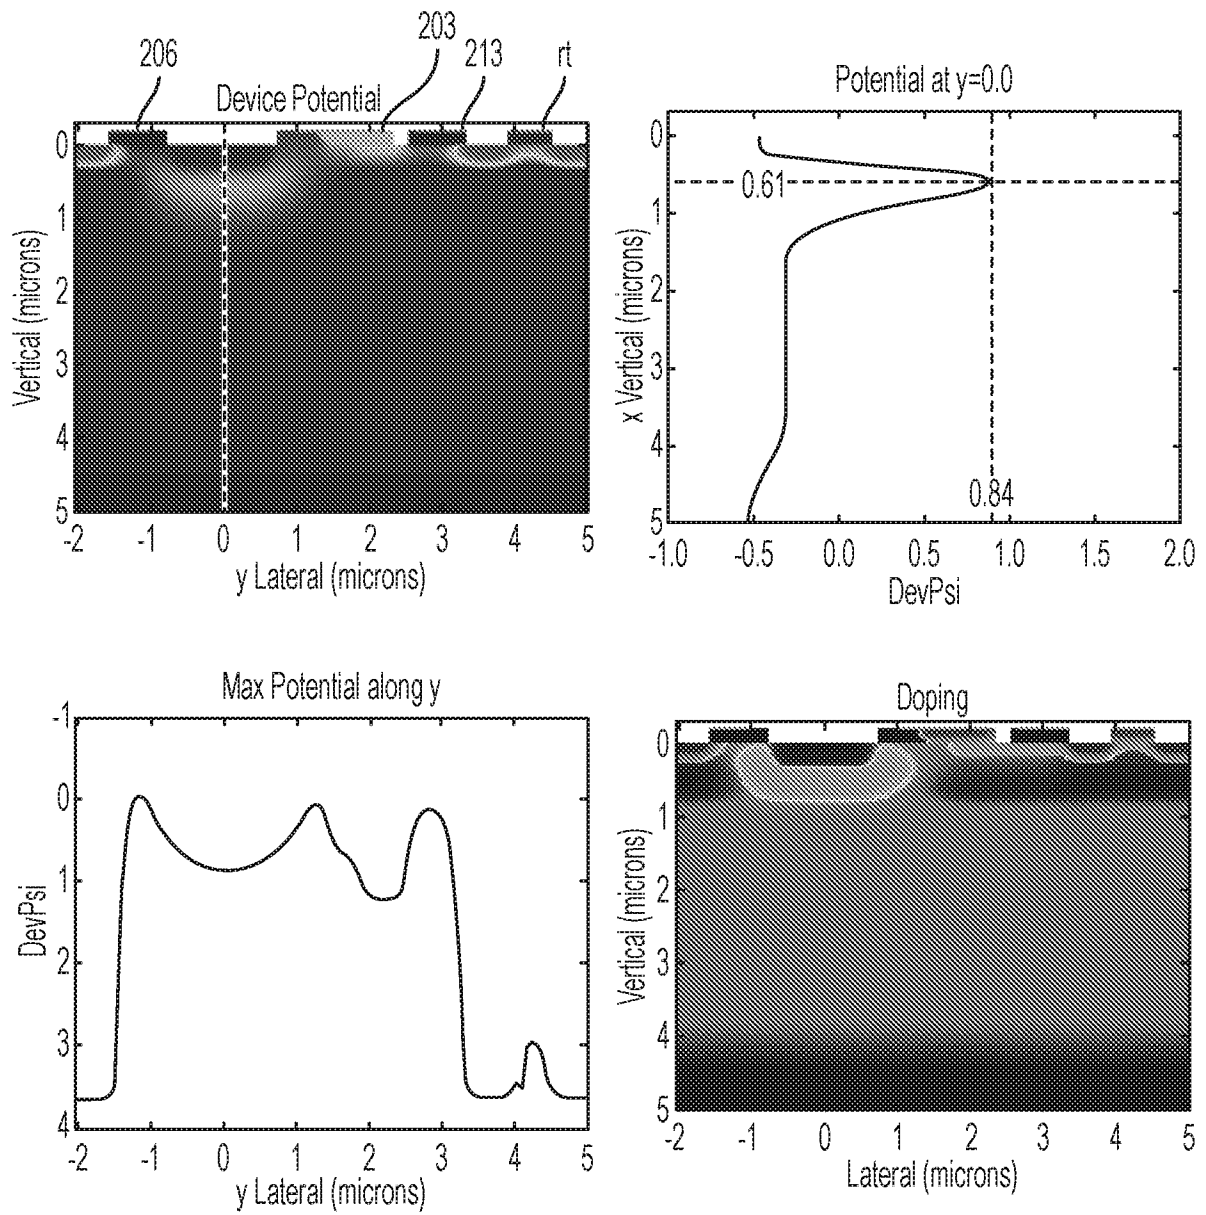 206
203
213
rt
Device Potential
0
1
2
3
4
5
Vertical (microns)
-2 -1 0 1 2 3 4 5
y Lateral (microns)
Potential at y=0.0
0
1
2
3
4
5
x Vertical (microns)
0.61
0.84
-1.0 -0.5 0.0 0.5 1.0 1.5 2.0
DevPsi
Max Potential along y
-1
0
1
2
3
4
DevPsi
-2 -1 0 1 2 3 4 5
y Lateral (microns)
Doping
0
1
2
3
4
5
Vertical (microns)
-2 -1 0 1 2 3 4 5
Lateral (microns)